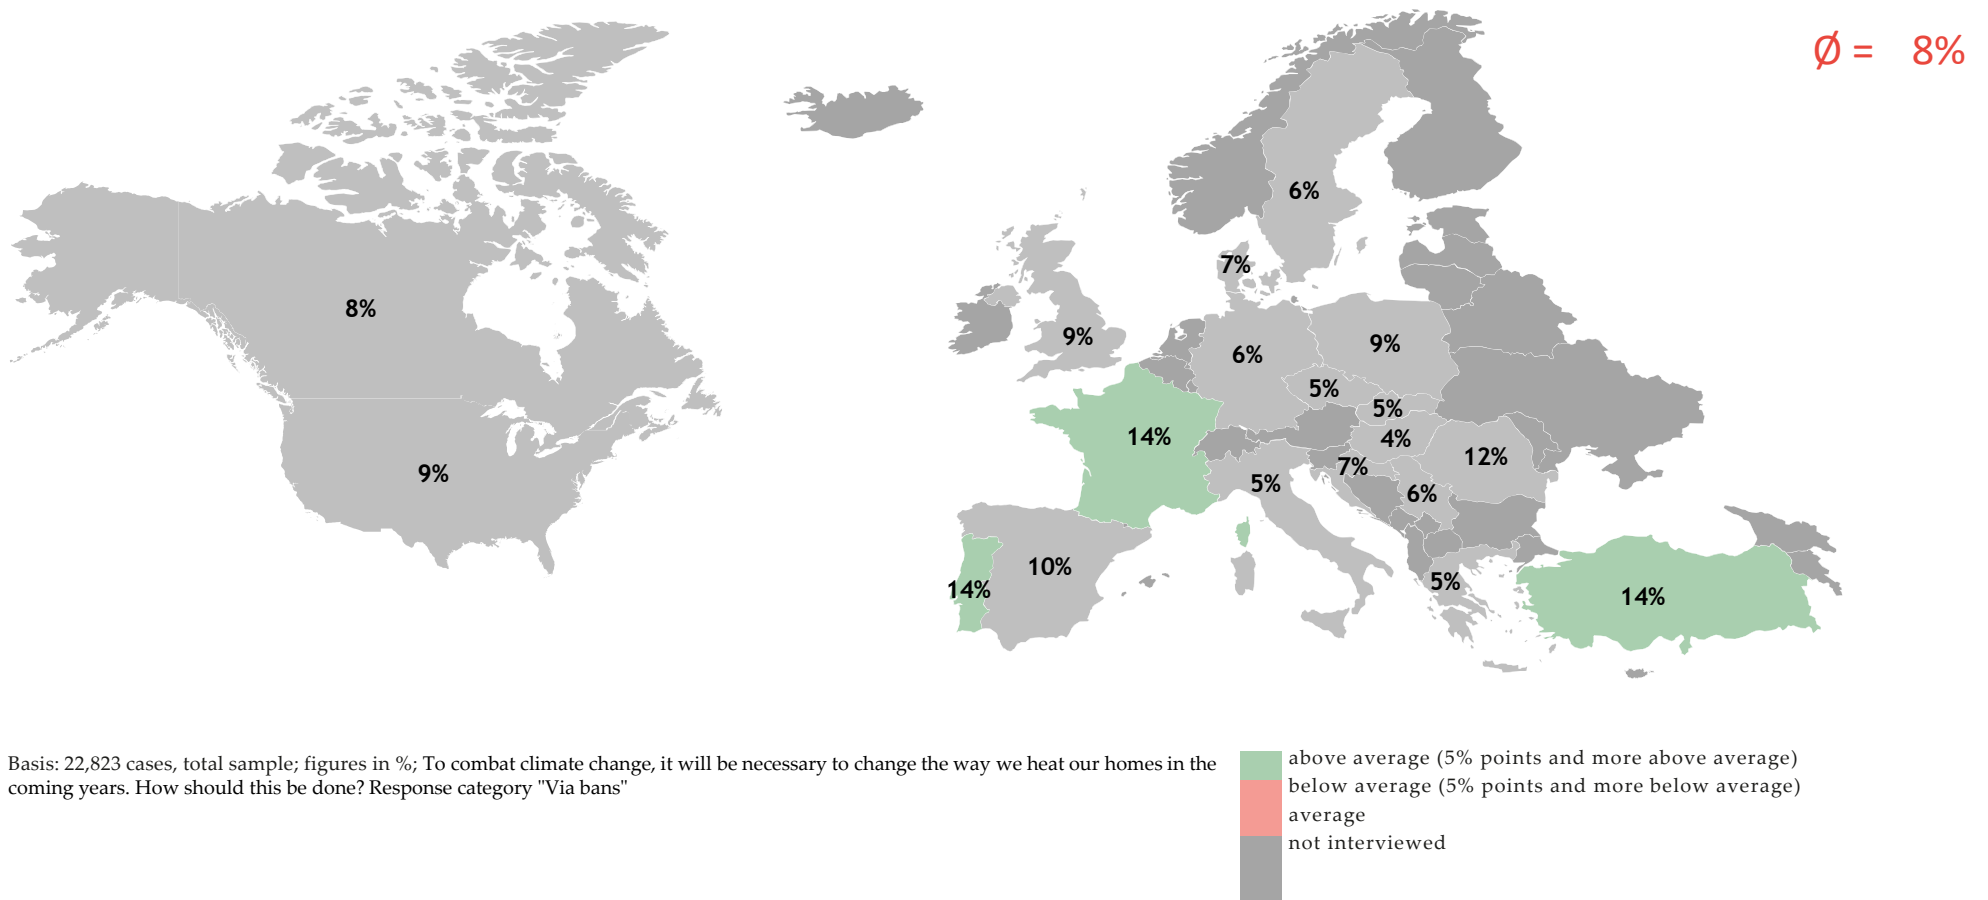 Ø = 8%
6%
7%
8%
9%
9%
6%
9%
5%
5%
14%
4%
12%
7%
9%
5%
6%
10%
5%
14%
14%
Basis: 22,823 cases, total sample; figures in %; To combat climate change, it will be necessary to change the way we heat our homes in the
coming years. How should this be done? Response category "Via bans"
above average (5% points and more above average)
below average (5% points and more below average)
average
not interviewed